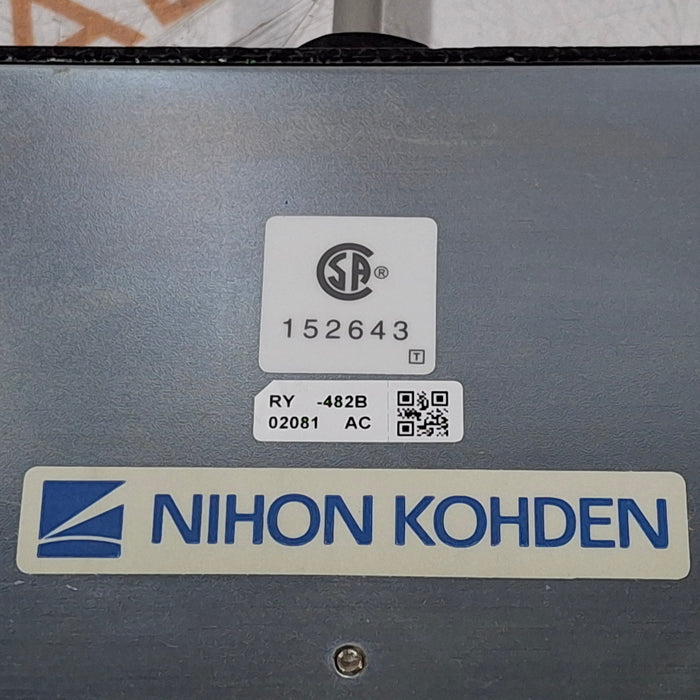 CSA®
152643
T
RY -482B
02081 AC
NIHON KOHDEN